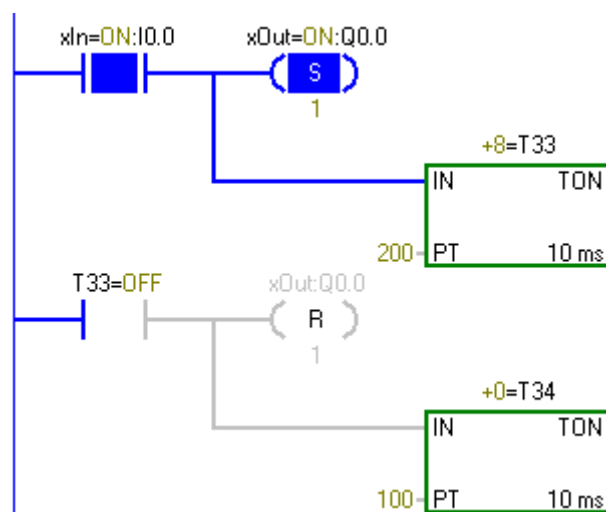 xIn=ON:I0.0 xOut=ON:Q0.0
S
1
+8=T33
IN TON
200 PT 10 ms
T33=OFF xOut:Q0.0
R
1
+0=T34
IN TON
100 PT 10 ms